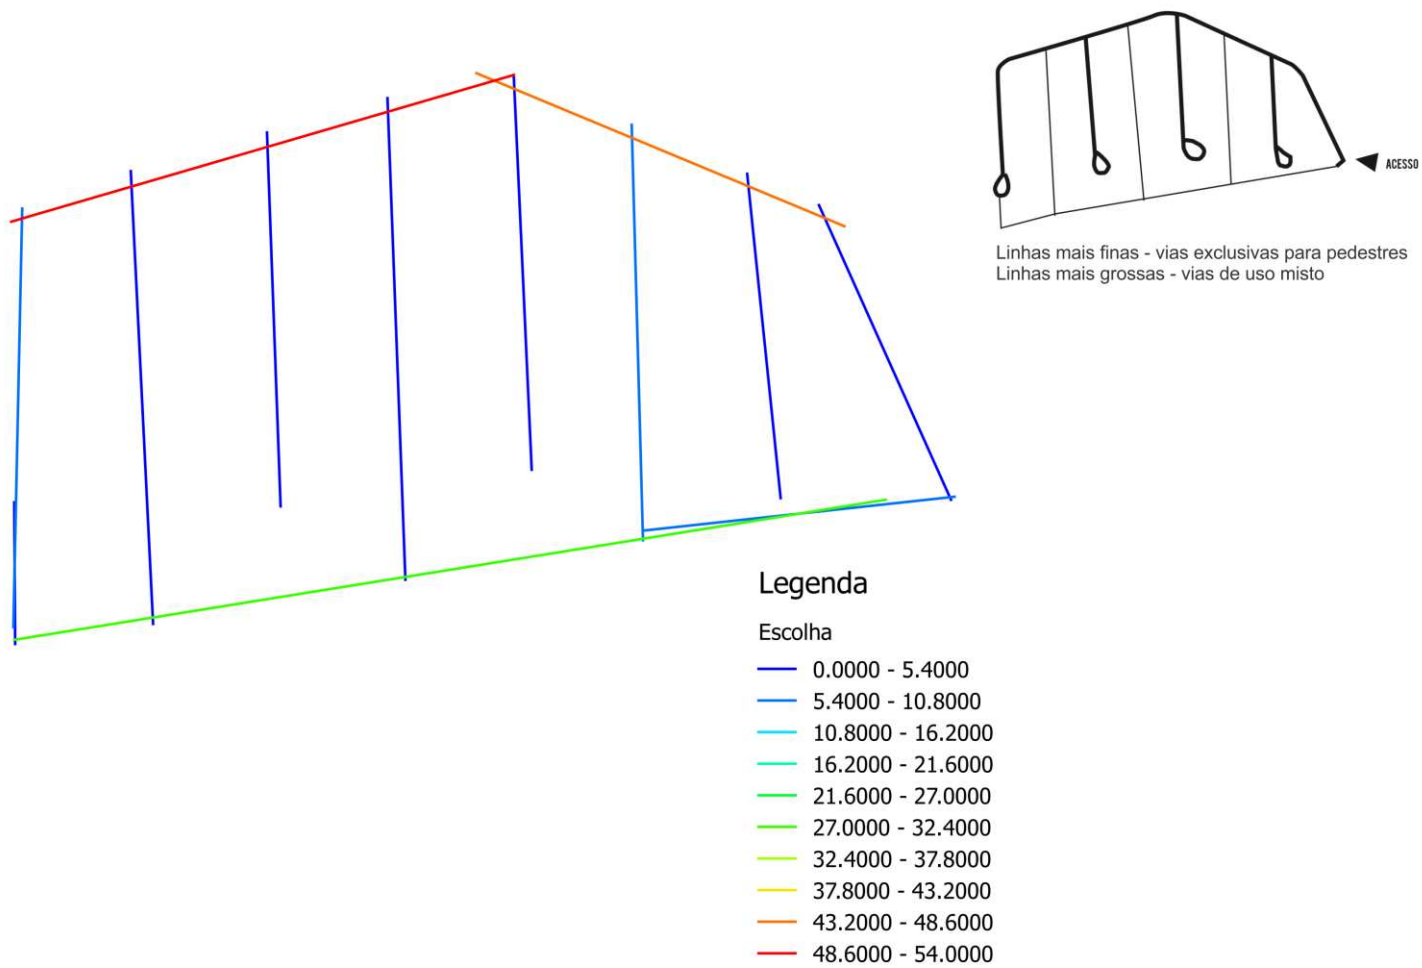 ACESSO
Linhas mais finas - vias exclusivas para pedestres
Linhas mais grossas - vias de uso misto
Legenda
Escolha
0.0000 - 5.4000
5.4000 - 10.8000
10.8000 - 16.2000
16.2000 - 21.6000
21.6000 - 27.0000
27.0000 - 32.4000
32.4000 - 37.8000
37.8000 - 43.2000
43.2000 - 48.6000
48.6000 - 54.0000